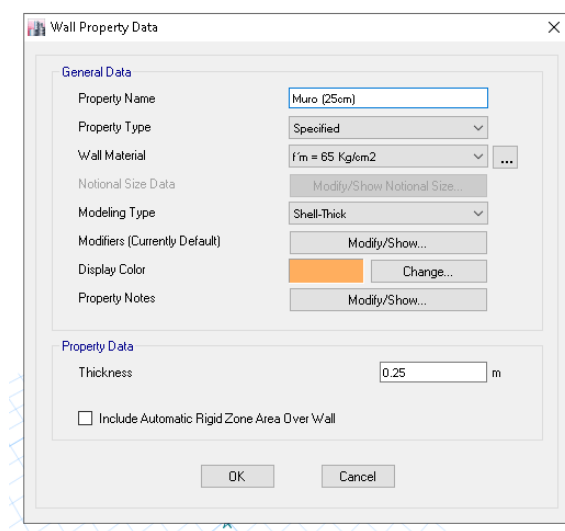 Wall Property Data
General Data
Property Name Muro (25cm)
Property Type Specified
Wall Material f'm = 65 Kg/cm2 ...
Notional Size Data Modify/Show Notional Size...
Modeling Type Shell-Thick
Modifiers (Currently Default) Modify/Show...
Display Color Change...
Property Notes Modify/Show...
Property Data
Thickness 0.25 m
Include Automatic Rigid Zone Area Over Wall
OK Cancel